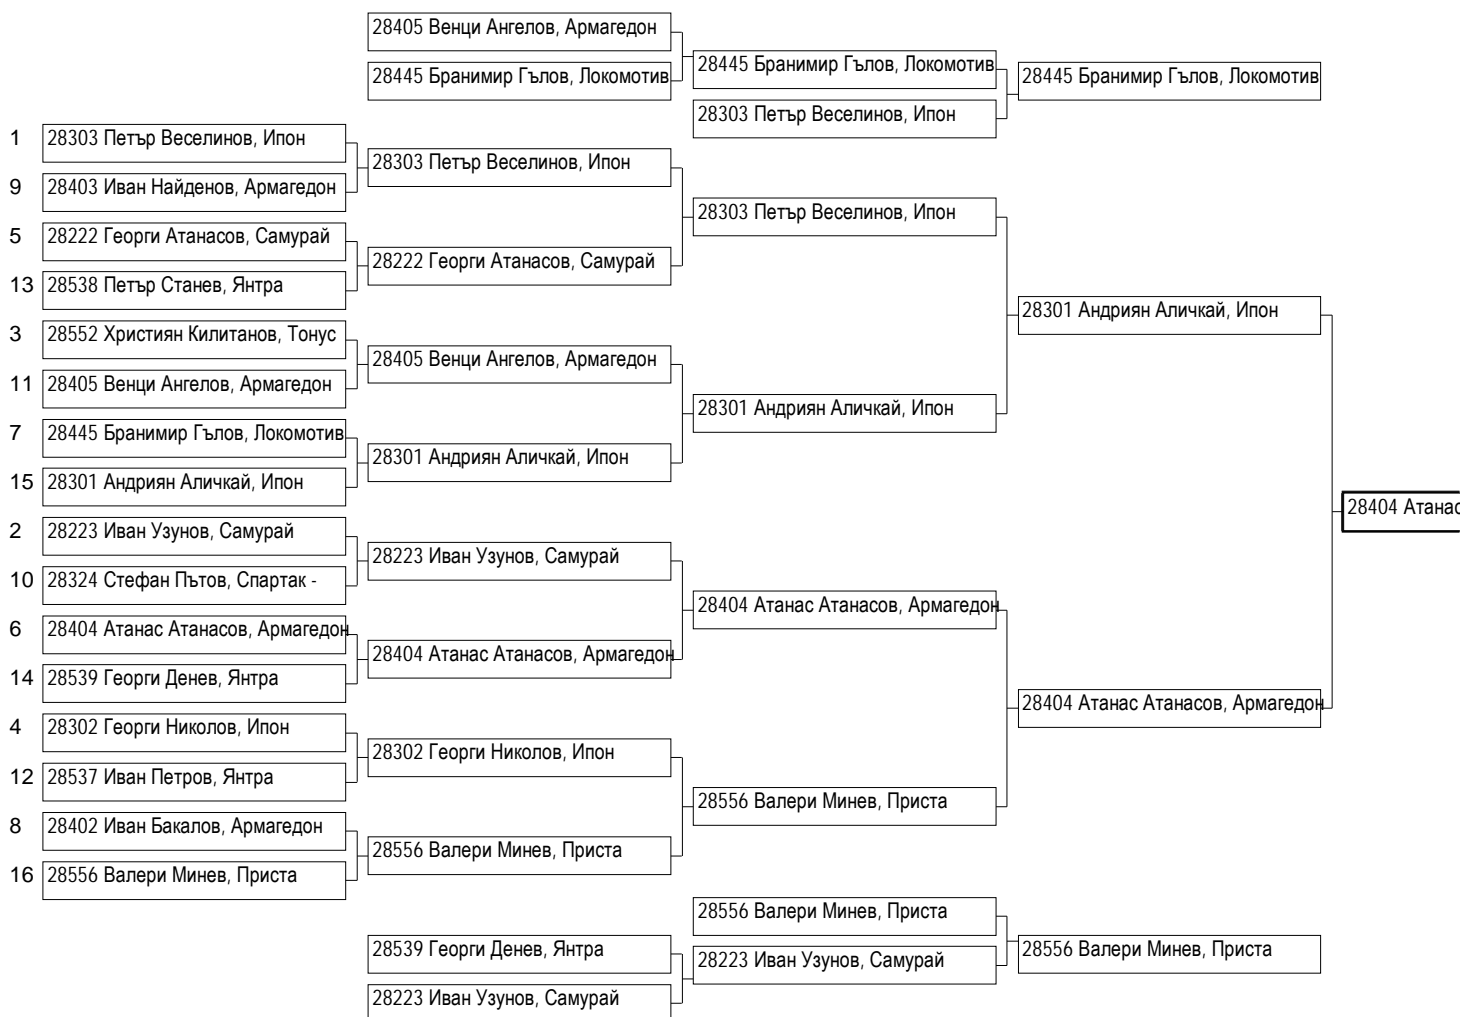 28405 Венци Ангелов, Армагедон
28445 Бранимир Гълов, Локомотив
28445 Бранимир Гълов, Локомотив
28445 Бранимир Гълов, Локомотив
28303 Петър Веселинов, Ипон
1 28303 Петър Веселинов, Ипон
28303 Петър Веселинов, Ипон
9 28403 Иван Найденов, Армагедон
28303 Петър Веселинов, Ипон
5 28222 Георги Атанасов, Самурай
28222 Георги Атанасов, Самурай
13 28538 Петър Станев, Янтра
28301 Андриян Аличкай, Ипон
3 28552 Християн Килитанов, Тонус
28405 Венци Ангелов, Армагедон
11 28405 Венци Ангелов, Армагедон
28301 Андриян Аличкай, Ипон
7 28445 Бранимир Гълов, Локомотив
28301 Андриян Аличкай, Ипон
15 28301 Андриян Аличкай, Ипон
28404 Атанас
2 28223 Иван Узунов, Самурай
28223 Иван Узунов, Самурай
10 28324 Стефан Пътов, Спартак -
28404 Атанас Атанасов, Армагедон
6 28404 Атанас Атанасов, Армагедон
28404 Атанас Атанасов, Армагедон
14 28539 Георги Денев, Янтра
28404 Атанас Атанасов, Армагедон
4 28302 Георги Николов, Ипон
28302 Георги Николов, Ипон
12 28537 Иван Петров, Янтра
28556 Валери Минев, Приста
8 28402 Иван Бакалов, Армагедон
28556 Валери Минев, Приста
16 28556 Валери Минев, Приста
28556 Валери Минев, Приста
28539 Георги Денев, Янтра
28223 Иван Узунов, Самурай
28556 Валери Минев, Приста
28223 Иван Узунов, Самурай